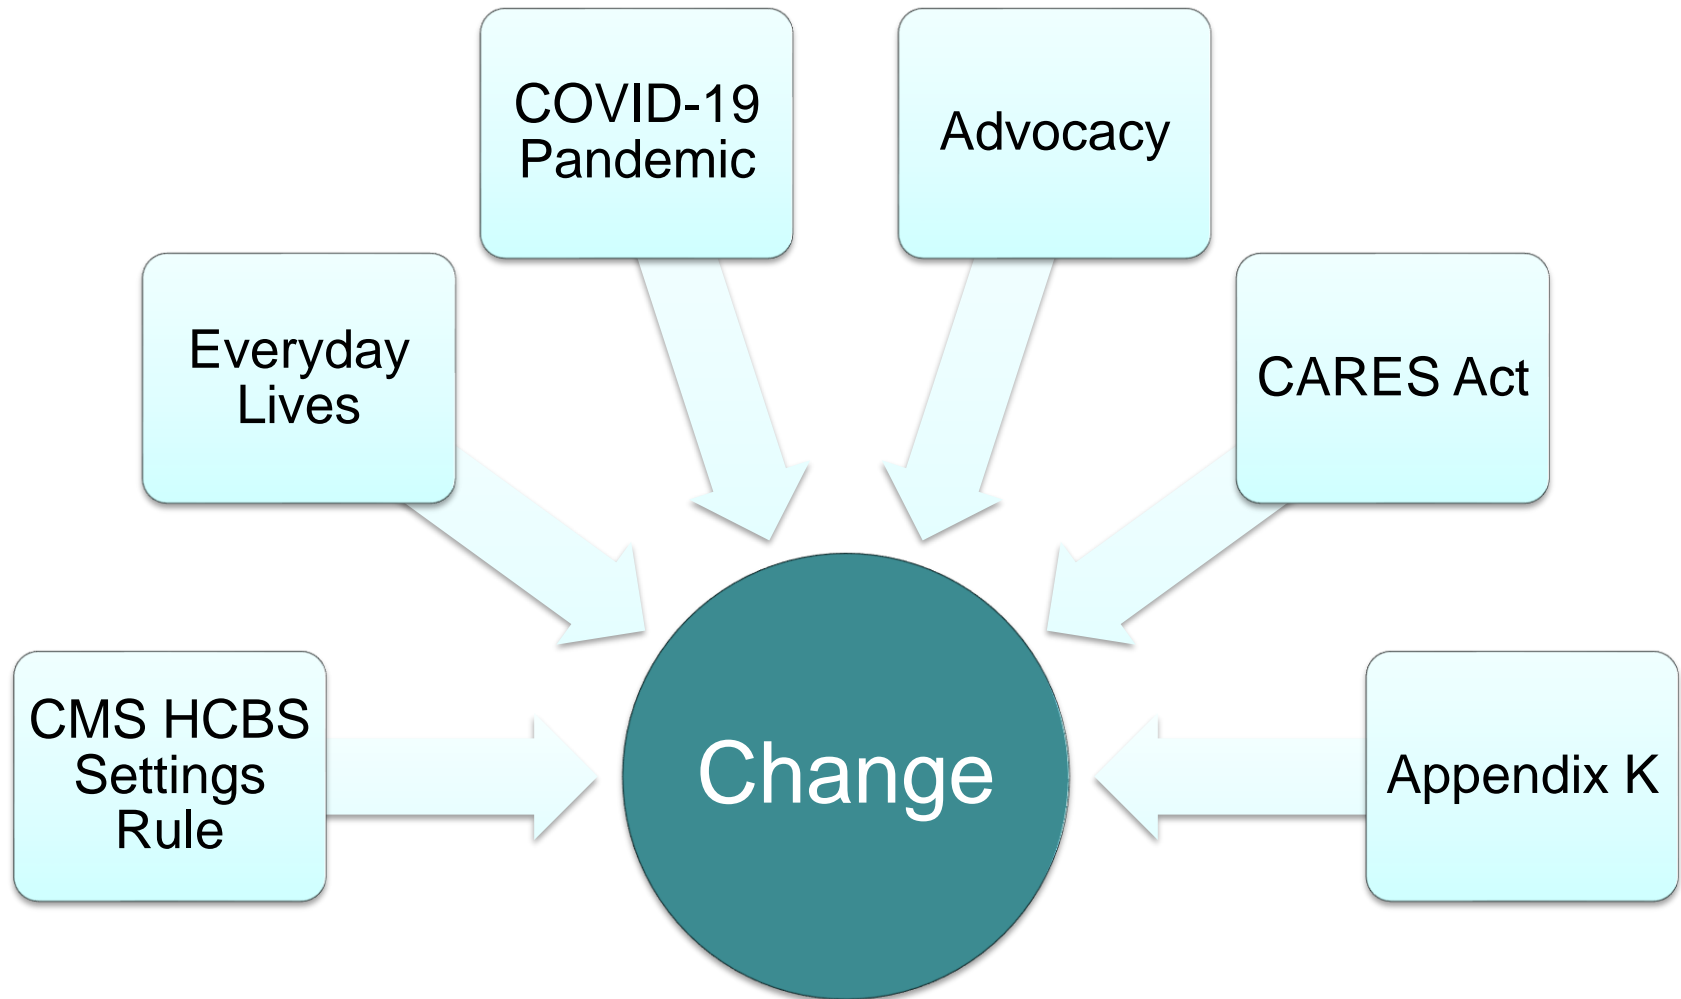 COVID-19
Pandemic
Advocacy
Everyday
Lives
CARES Act
CMS HCBS
Settings
Rule
Change
Appendix K